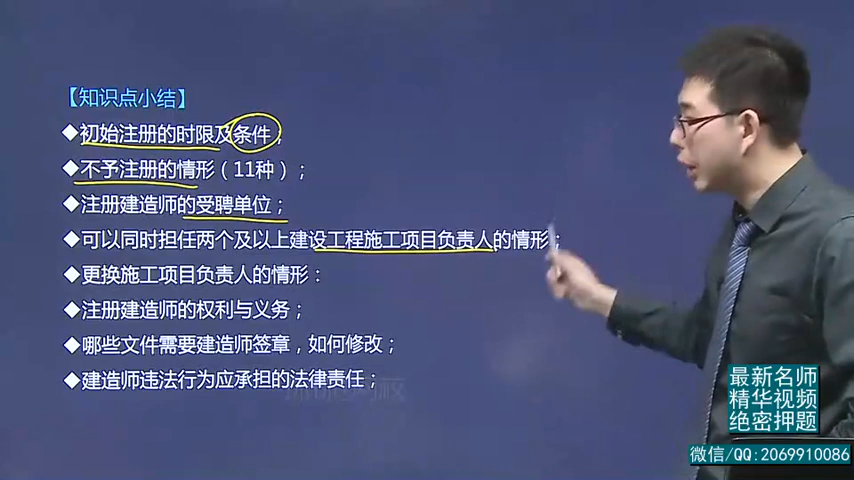 【知识点小结】
◆初始注册的时限及条件；
◆不予注册的情形（11种）；
◆注册建造师的受聘单位；
◆可以同时担任两个及以上建设工程施工项目负责人的情形；
◆更换施工项目负责人的情形：
◆注册建造师的权利与义务；
◆哪些文件需要建造师签章，如何修改；
◆建造师违法行为应承担的法律责任；
最新名师
精华视频
绝密押题
微信/QQ:2069910086